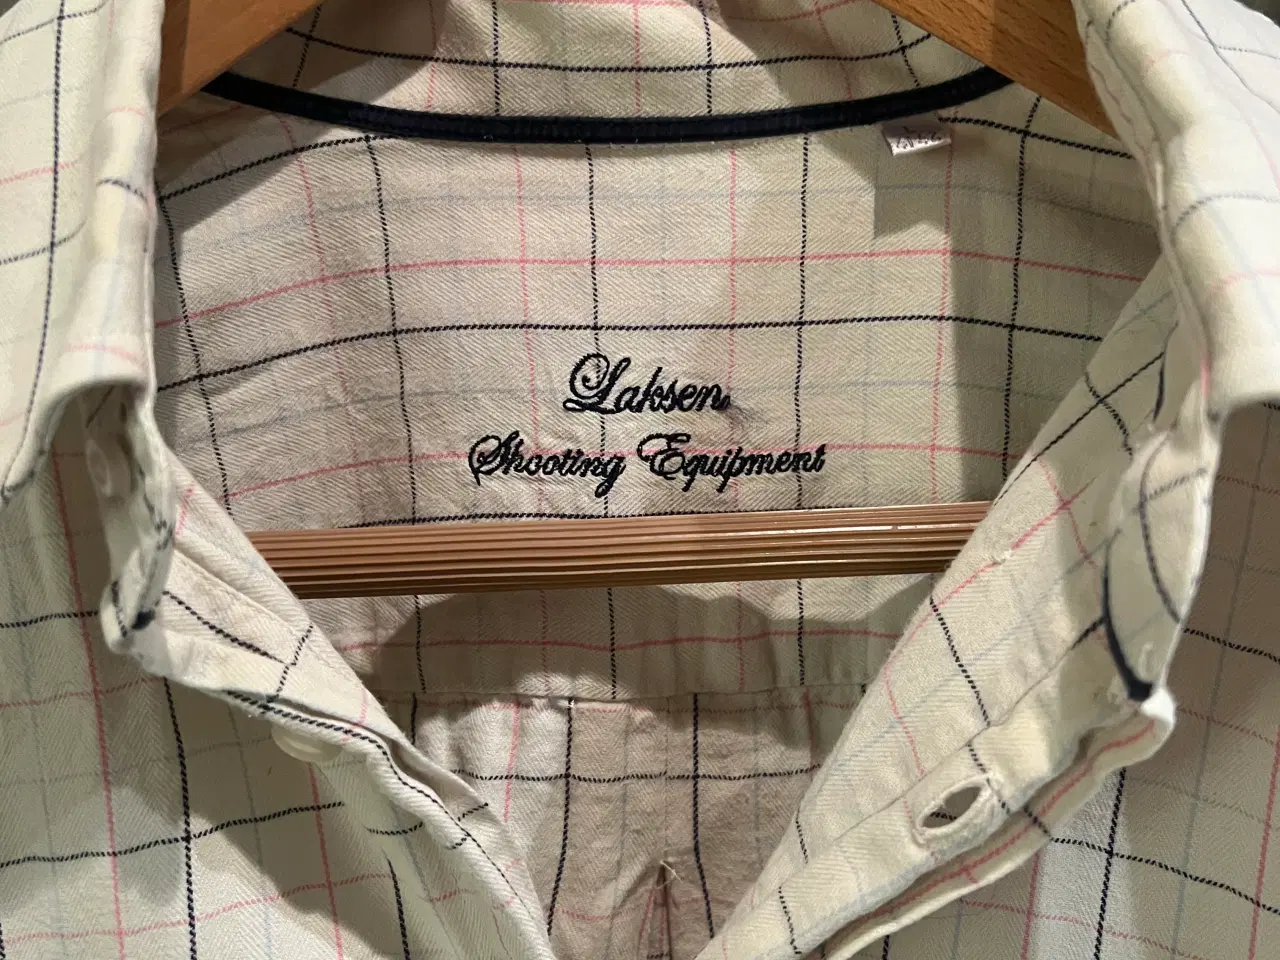 Laksen
Shooting Equipment